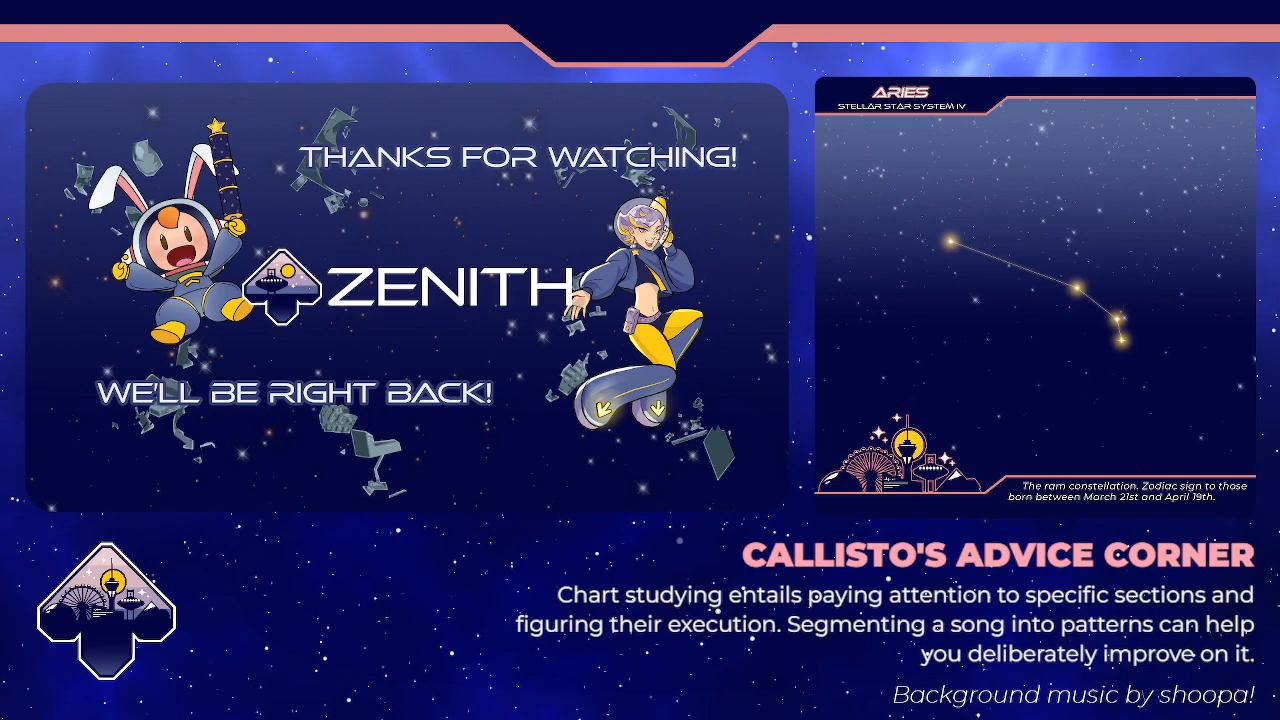 THANKS FOR WATCHING!
ZENITH
WE'LL BE RIGHT BACK!
ARIES
STELLAR STAR SYSTEM IV
The ram constellation. Zodiac sign to those
born between March 21st and April 19th.
CALLISTO'S ADVICE CORNER
Chart studying entails paying attention to specific sections and
figuring their execution. Segmenting a song into patterns can help
you deliberately improve on it.
Background music by shoopa!